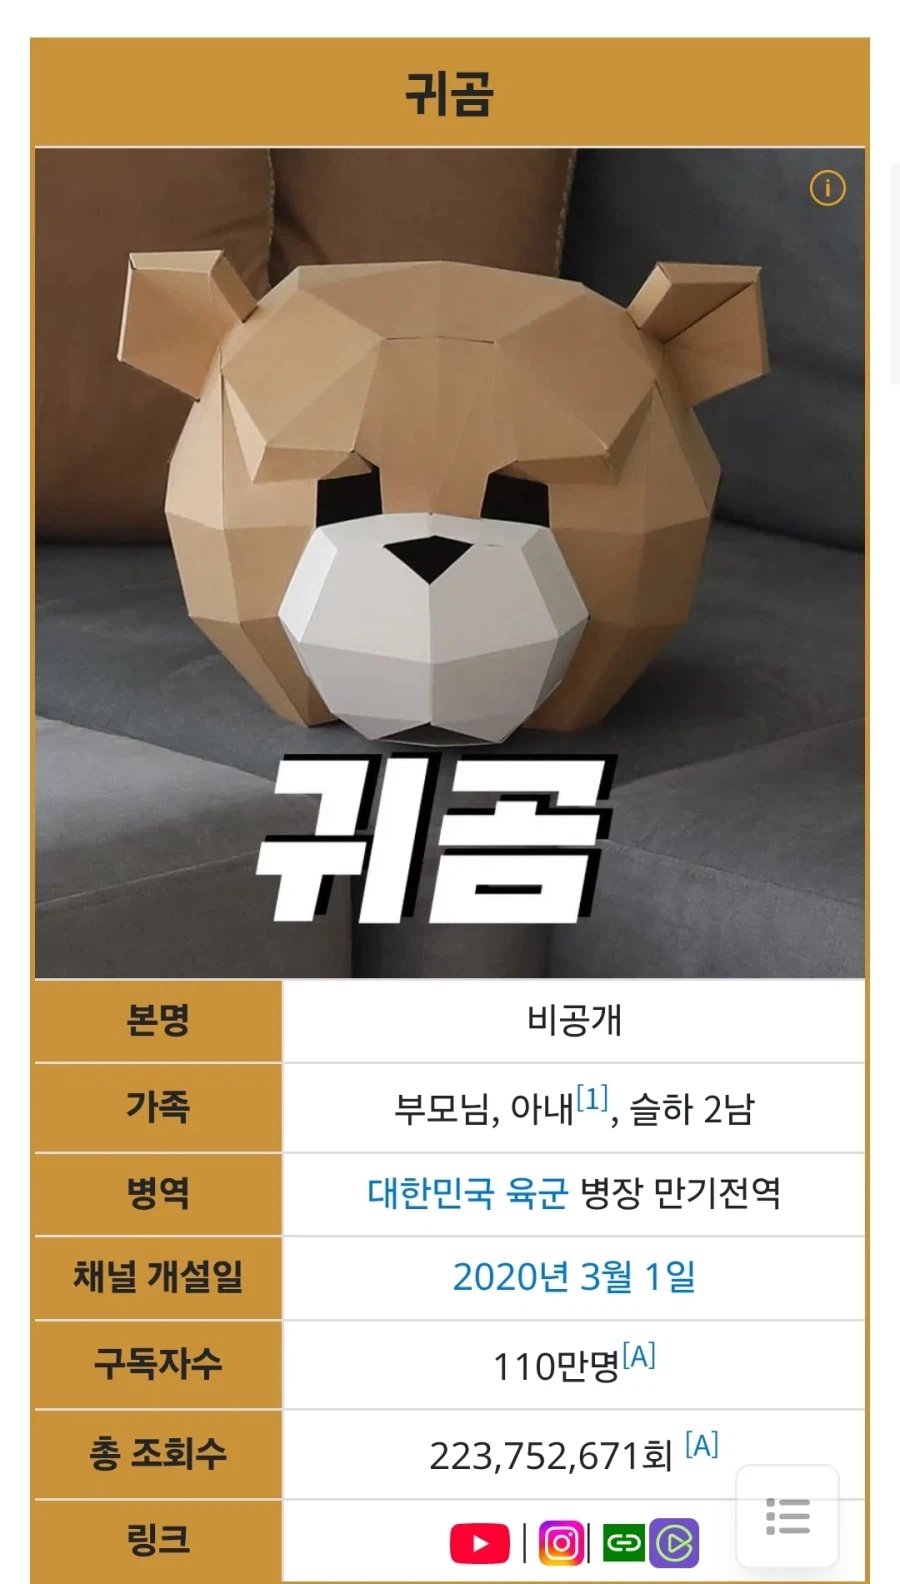 귀곰
귀곰
본명 비공개
가족 부모님, 아내[1], 슬하 2남
병역 대한민국 육군 병장 만기전역
채널 개설일 2020년 3월 1일
구독자수 110만명[A]
총 조회수 223,752,671회 [A]
링크 | |